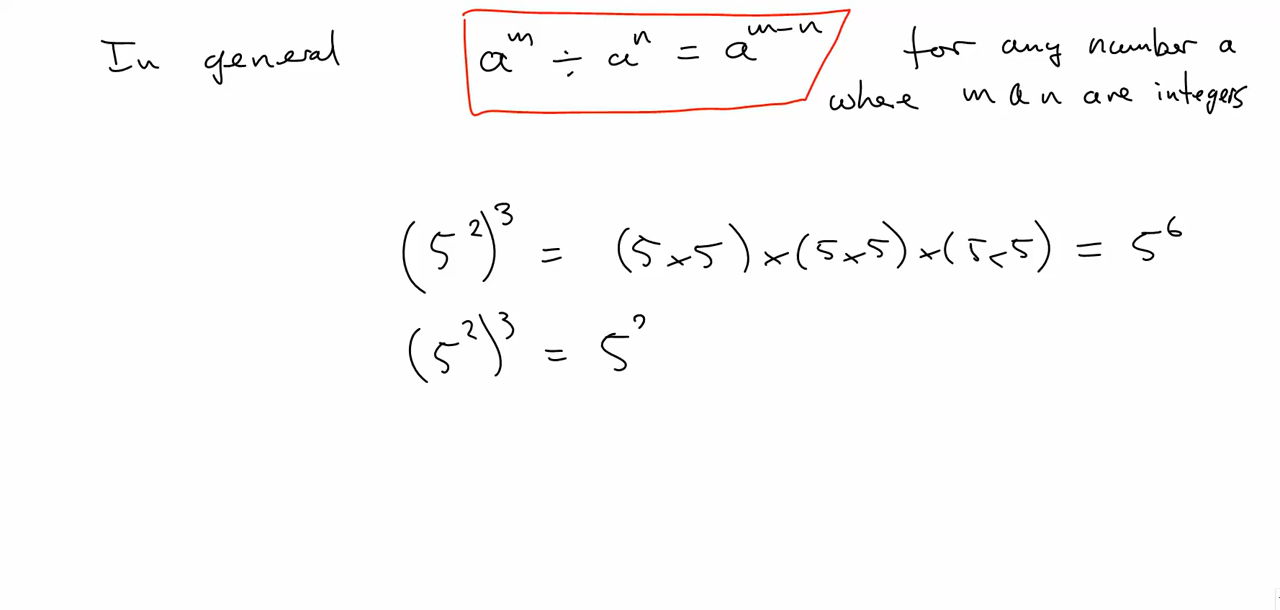 In general a^m ÷ a^n = a^{m-n} for any number a
where m & n are integers
(5^2)^3 = (5×5)×(5×5)×(5×5) = 5^6
(5^2)^3 = 5^2